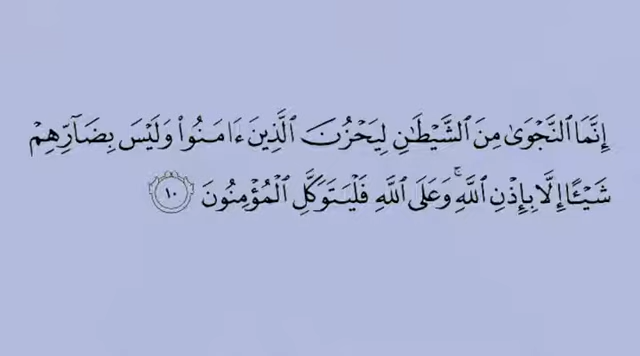 إِنَّمَا ٱلنَّجْوَىٰ مِنَ ٱلشَّيْطَٰنِ لِيَحْزُنَ ٱلَّذِينَ ءَامَنُوا۟ وَلَيْسَ بِضَآرِّهِمْ
شَيْـًٔا إِلَّا بِإِذْنِ ٱللَّهِ ۚ وَعَلَى ٱللَّهِ فَلْيَتَوَكَّلِ ٱلْمُؤْمِنُونَ ١٠